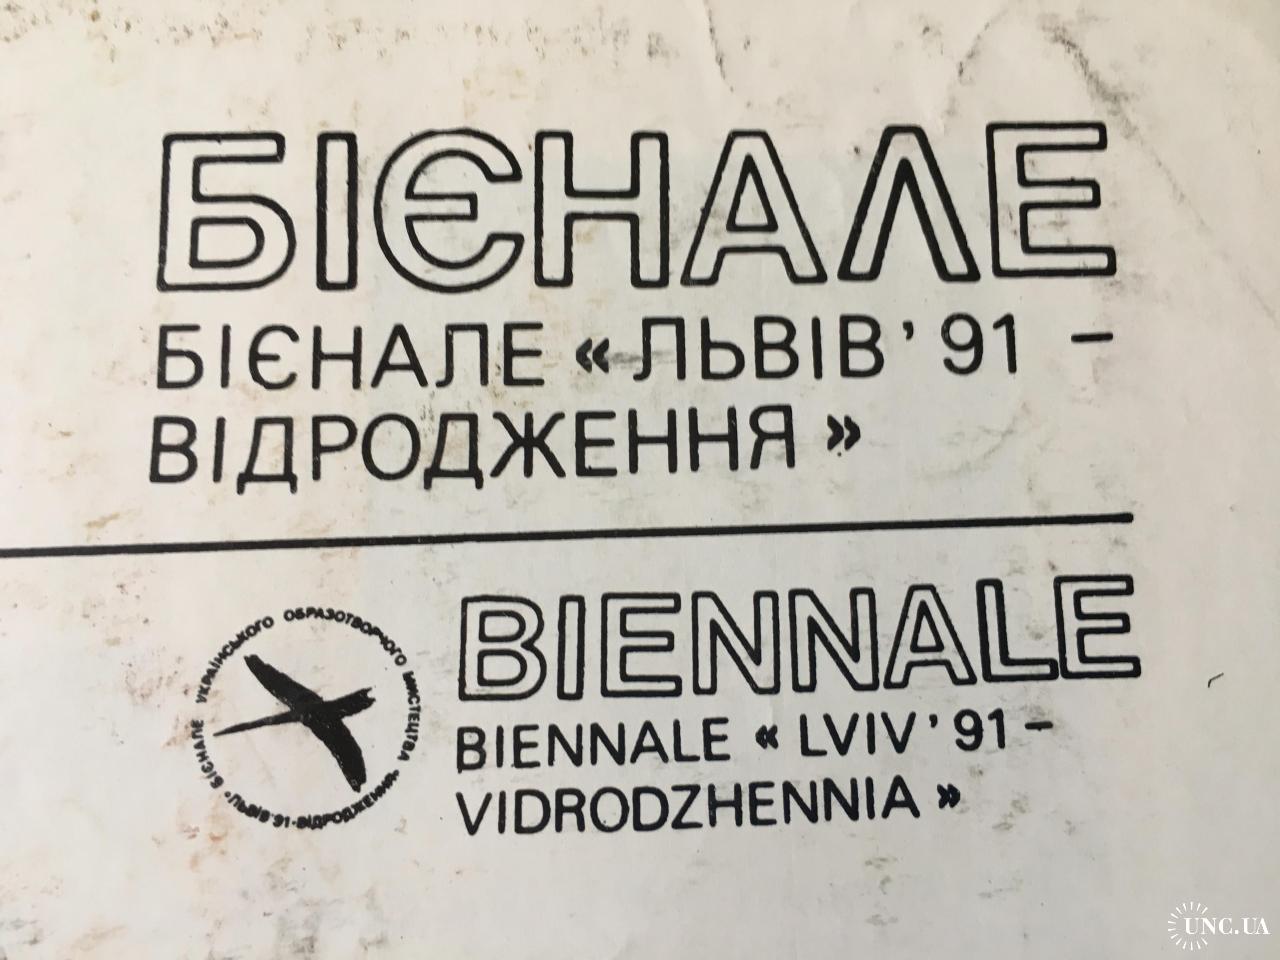 БІЄНАЛЕ
БІЄНАЛЕ « ЛЬВІВ ’ 91 –
ВІДРОДЖЕННЯ »
БІЄНАЛЕ УКРАЇНСЬКОГО ОБРАЗОТВОРЧОГО МИСТЕЦТВА
«ЛЬВІВ'91-ВІДРОДЖЕННЯ»
BIENNALE
BIENNALE « LVIV ’ 91 –
VIDRODZHENNIA »
UNC.UA